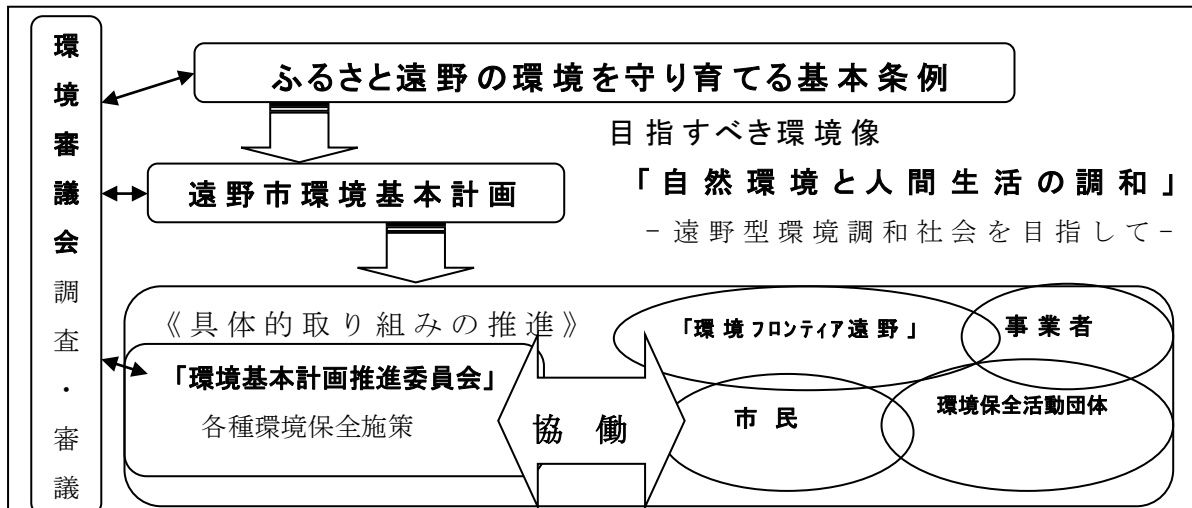 環境審議会 調査・審議
ふるさと遠野の環境を守り育てる基本条例
目指すべき環境像
遠野市環境基本計画
「自然環境と人間生活の調和」
－遠野型環境調和社会を目指して－
《具体的取り組みの推進》
「環境フロンティア遠野」
事業者
「環境基本計画推進委員会」
各種環境保全施策
協働
市民
環境保全活動団体